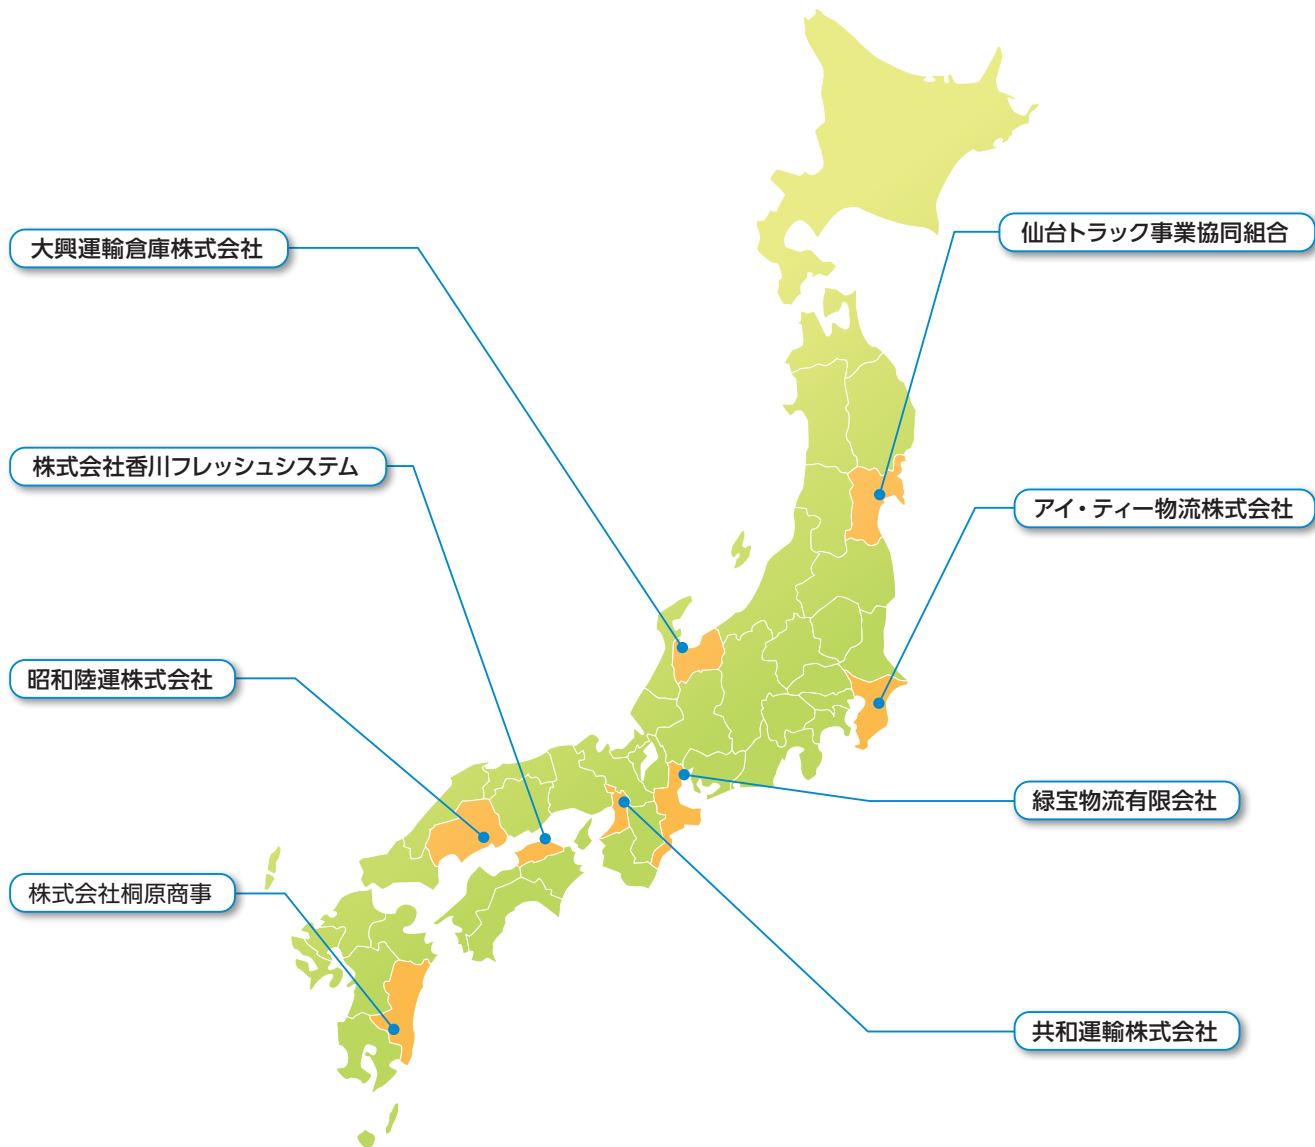 大興運輸倉庫株式会社
仙台トラック事業協同組合
株式会社香川フレッシュシステム
アイ・ティー物流株式会社
昭和陸運株式会社
緑宝物流有限会社
株式会社桐原商事
共和運輸株式会社